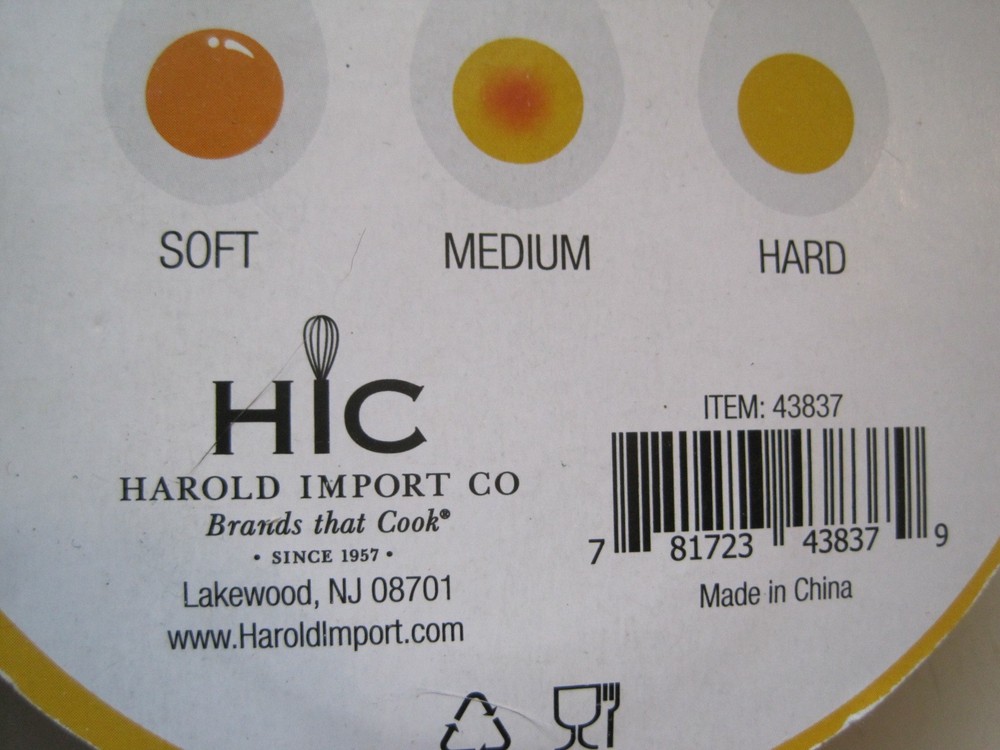 SOFT
MEDIUM
HARD
HIC
HAROLD IMPORT CO
Brands that Cook®
• SINCE 1957 •
Lakewood, NJ 08701
www.HaroldImport.com
ITEM: 43837
7 81723 43837 9
Made in China